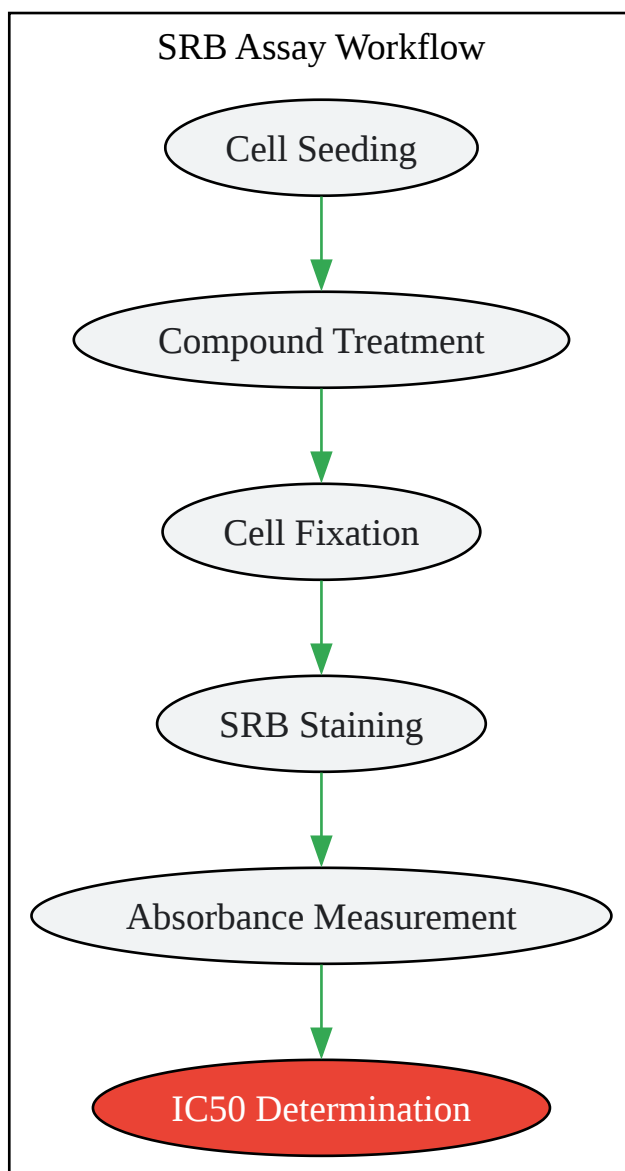 SRB Assay Workflow
Cell Seeding
Compound Treatment
Cell Fixation
SRB Staining
Absorbance Measurement
IC50 Determination